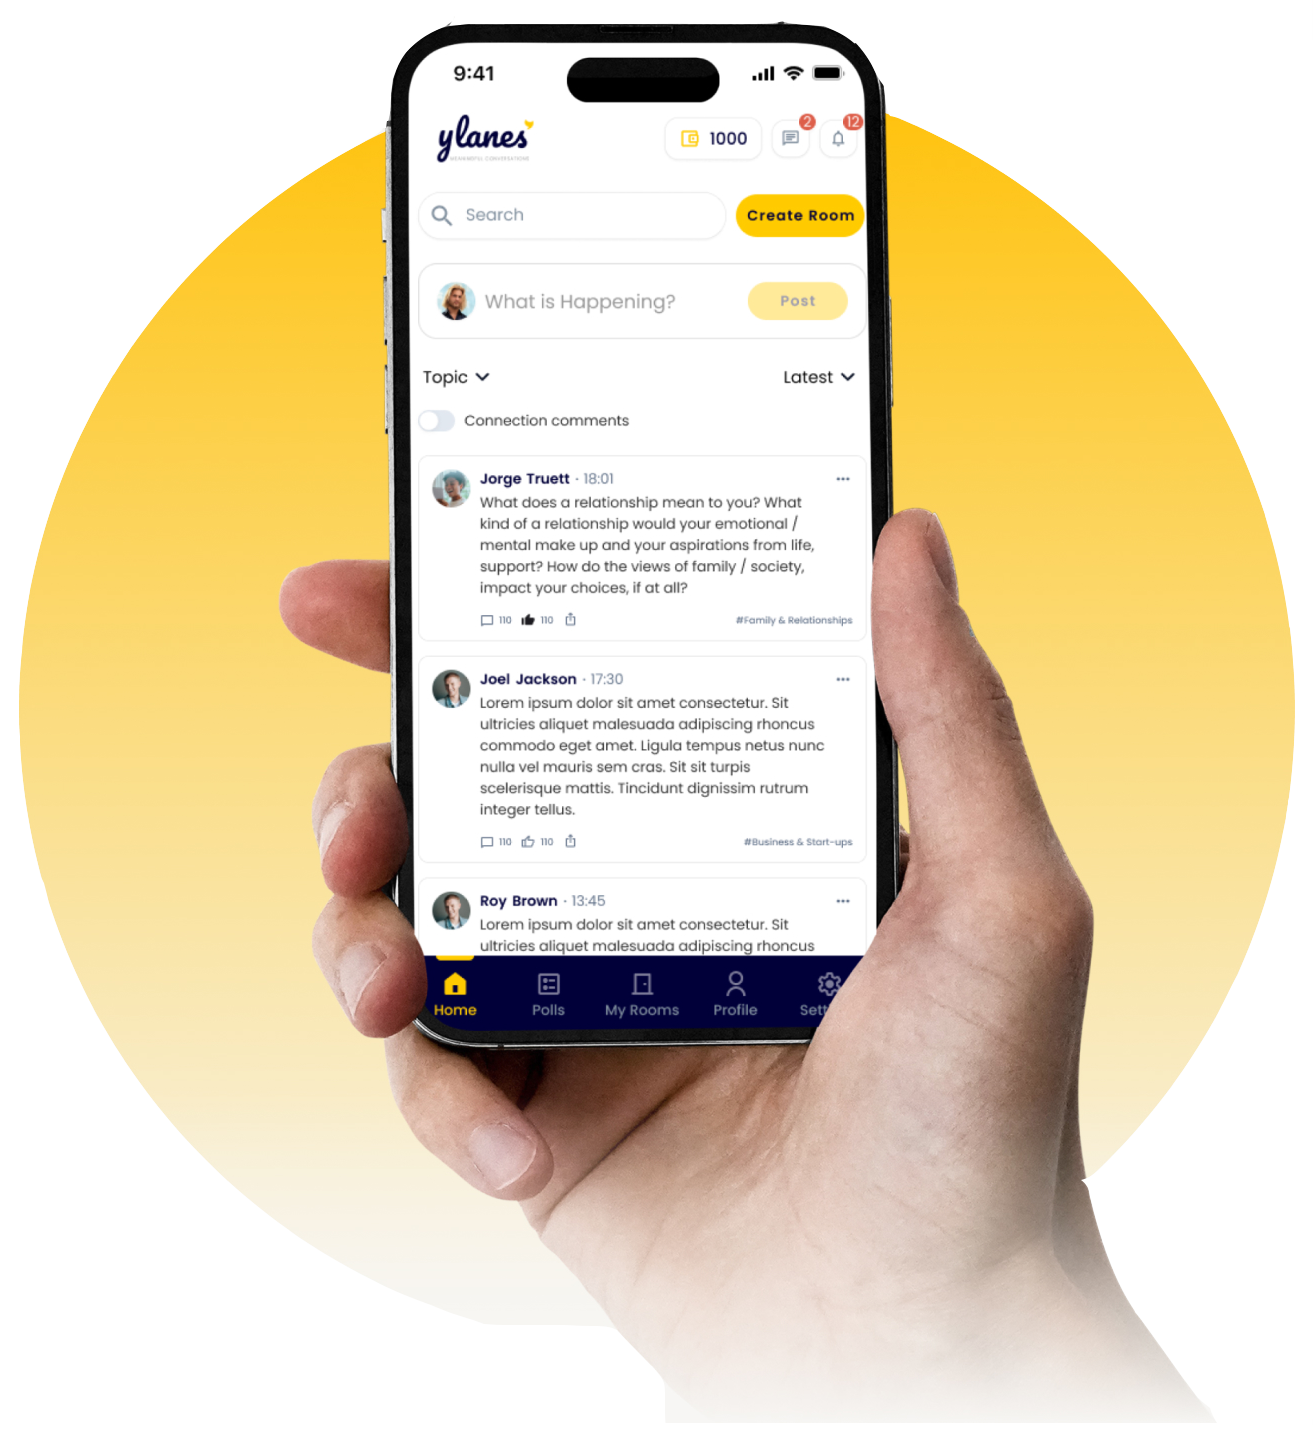 9:41
ylanes
MEANINGFUL CONVERSATIONS
1000
2
12
Search
Create Room
What is Happening?
Post
Topic
Latest
Connection comments
Jorge Truett · 18:01
What does a relationship mean to you? What
kind of a relationship would your emotional /
mental make up and your aspirations from life,
support? How do the views of family / society,
impact your choices, if at all?
110 110 #Family & Relationships
Joel Jackson · 17:30
Lorem ipsum dolor sit amet consectetur. Sit
ultricies aliquet malesuada adipiscing rhoncus
commodo eget amet. Ligula tempus netus nunc
nulla vel mauris sem cras. Sit sit turpis
scelerisque mattis. Tincidunt dignissim rutrum
integer tellus.
110 110 #Business & Start-ups
Roy Brown · 13:45
Lorem ipsum dolor sit amet consectetur. Sit
ultricies aliquet malesuada adipiscing rhoncus
Home Polls My Rooms Profile Sett